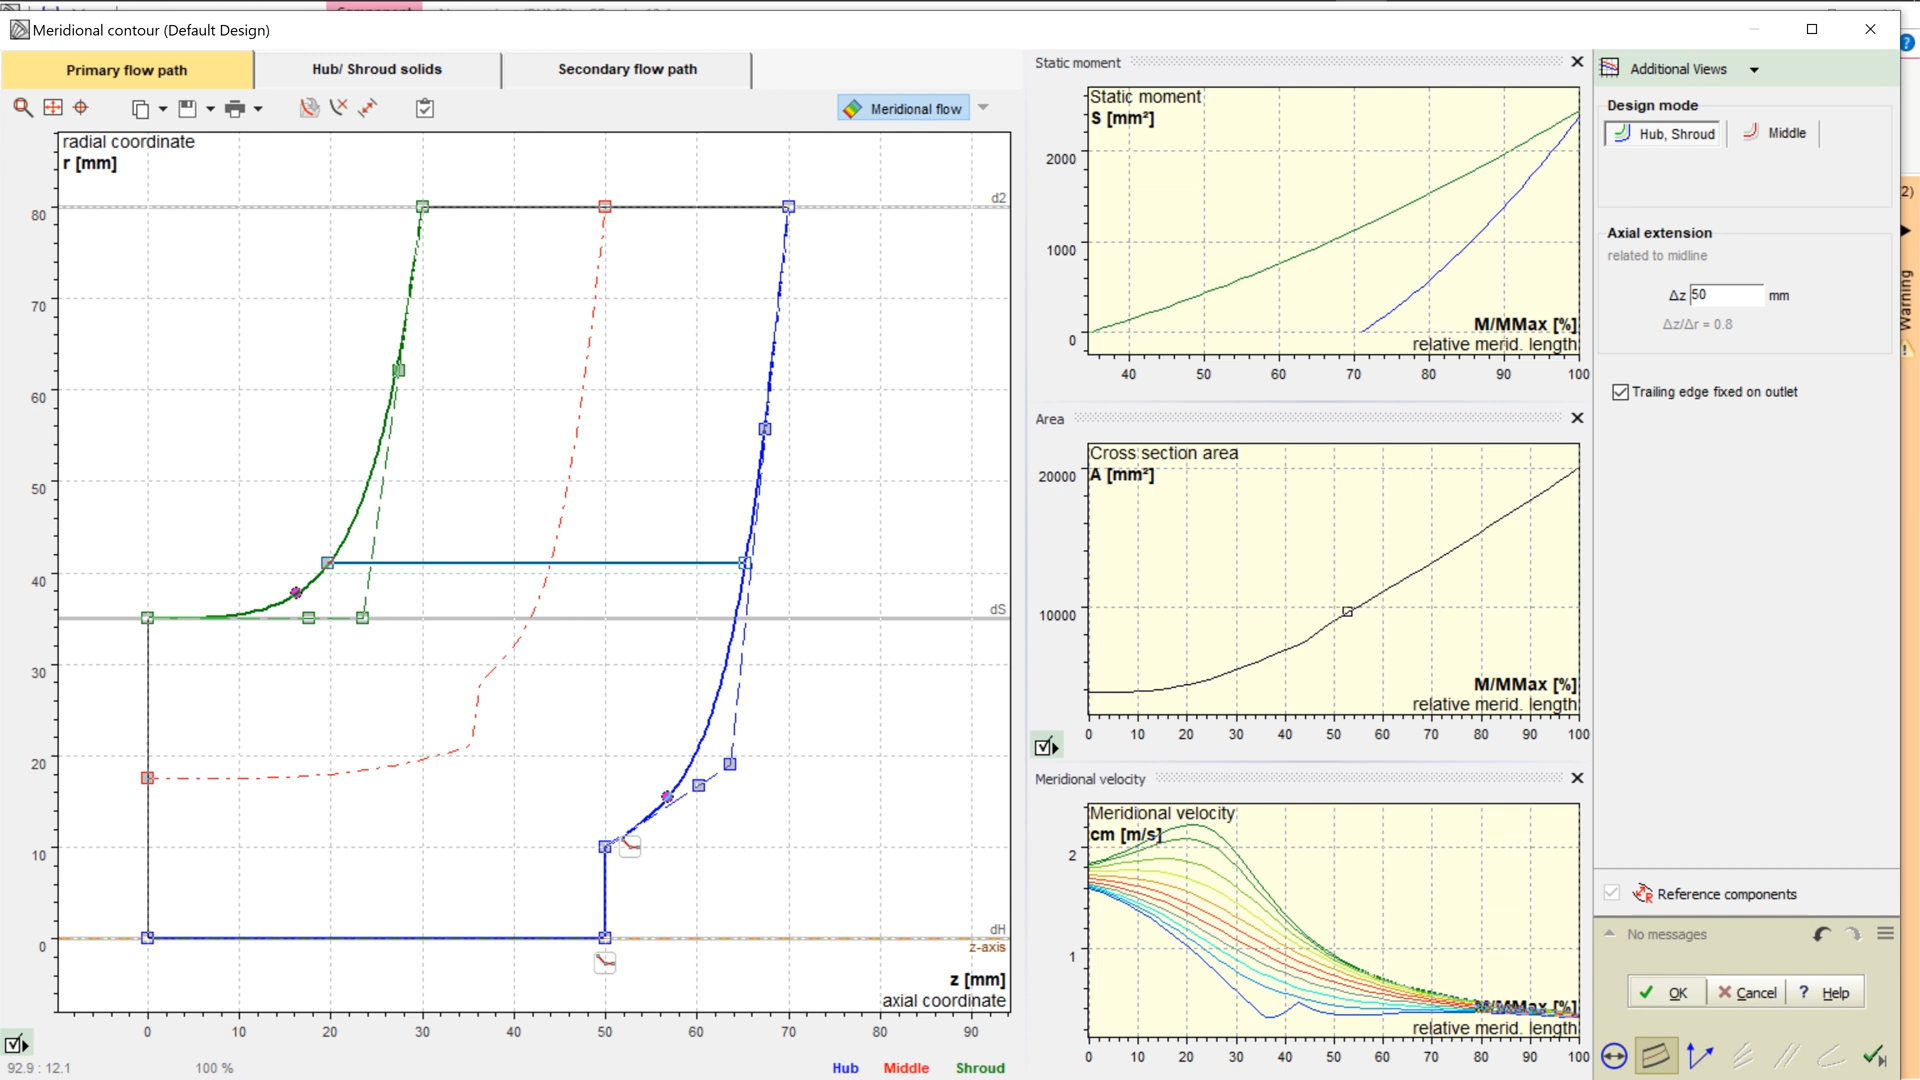 Meridional contour (Default Design)
Primary flow path
Hub/ Shroud solids
Secondary flow path
Meridional flow
radial coordinate
r [mm]
d2
80
70
60
50
40
dS
30
20
10
dH
0
z-axis
z [mm]
axial coordinate
0 10 20 30 40 50 60 70 80 90
92.9 : 12.1
100 %
Hub Middle Shroud
Static moment
Static moment
S [mm²]
2000
1000
0
M/MMax [%]
relative merid. length
40 50 60 70 80 90 100
Area
Cross section area
A [mm²]
20000
10000
M/MMax [%]
relative merid. length
0 10 20 30 40 50 60 70 80 90 100
Meridional velocity
Meridional velocity
cm [m/s]
2
1
M/MMax [%]
relative merid. length
0 10 20 30 40 50 60 70 80 90 100
Additional Views
Design mode
Hub, Shroud
Middle
Axial extension
related to midline
Δz 50 mm
Δz/Δr = 0.8
Trailing edge fixed on outlet
Reference components
No messages
OK
Cancel
? Help
?
2)
Warning